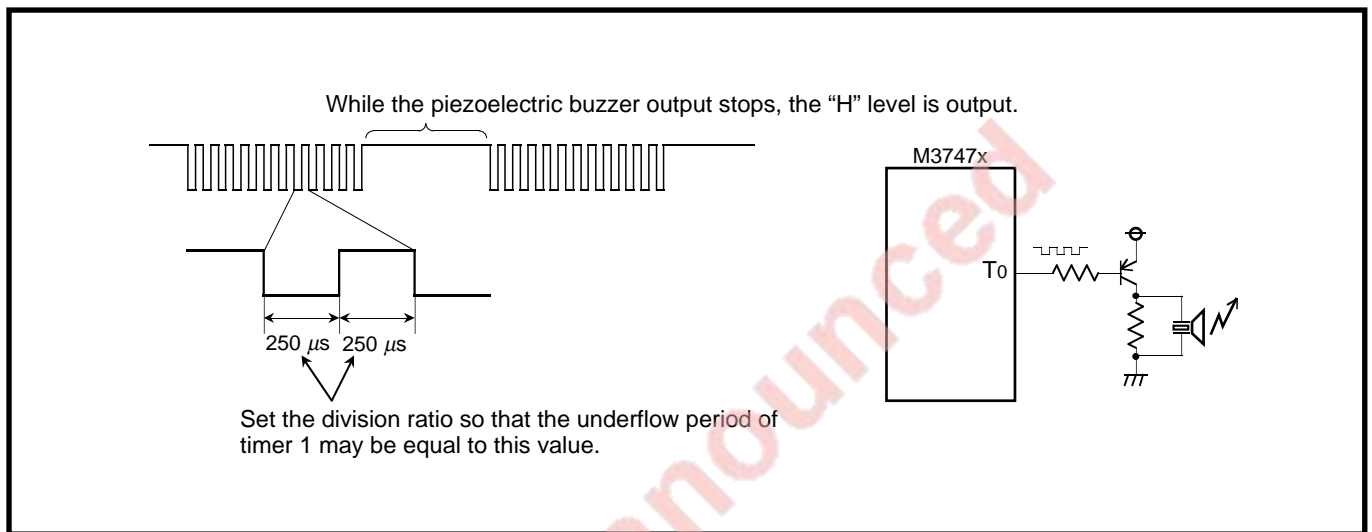 While the piezoelectric buzzer output stops, the “H” level is output.
M3747x
T0
250 μs 250 μs
Set the division ratio so that the underflow period of
timer 1 may be equal to this value.
nounced